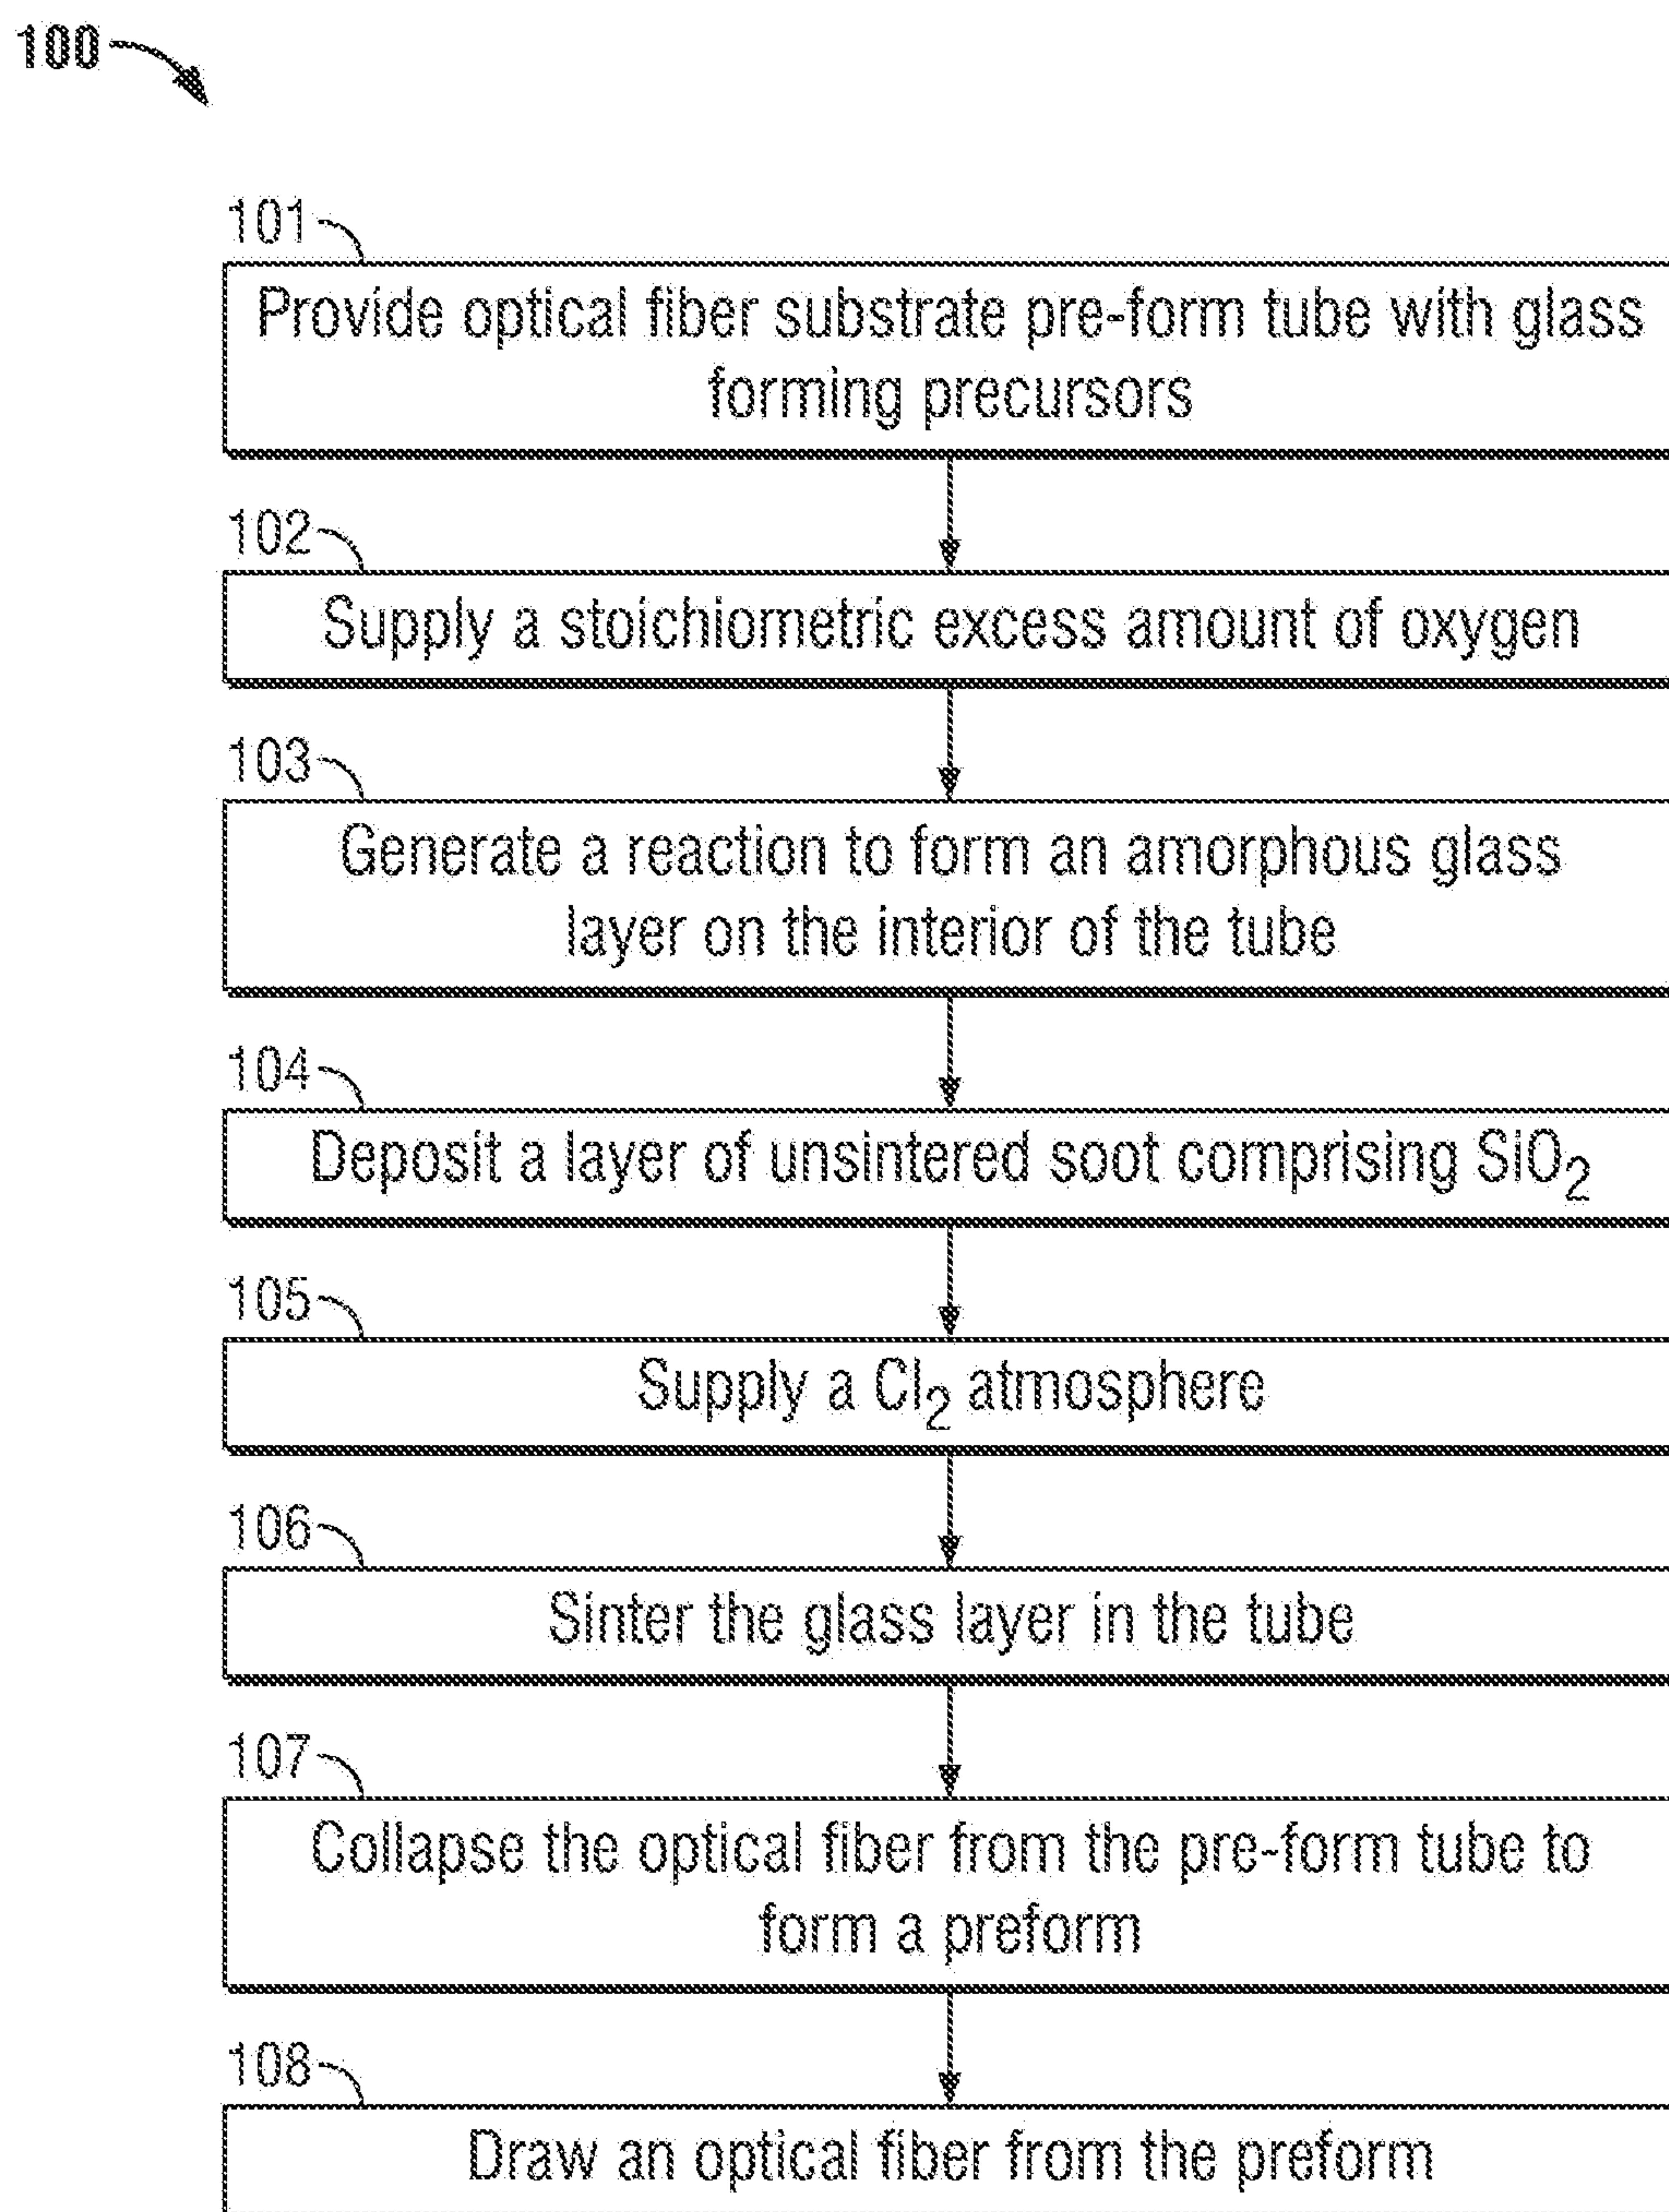 100
101
Provide optical fiber substrate pre-form tube with glass
forming precursors
102
Supply a stoichiometric excess amount of oxygen
103
Generate a reaction to form an amorphous glass
layer on the interior of the tube
104
Deposit a layer of unsintered soot comprising SiO2
105
Supply a Cl2 atmosphere
106
Sinter the glass layer in the tube
107
Collapse the optical fiber from the pre-form tube to
form a preform
108
Draw an optical fiber from the preform